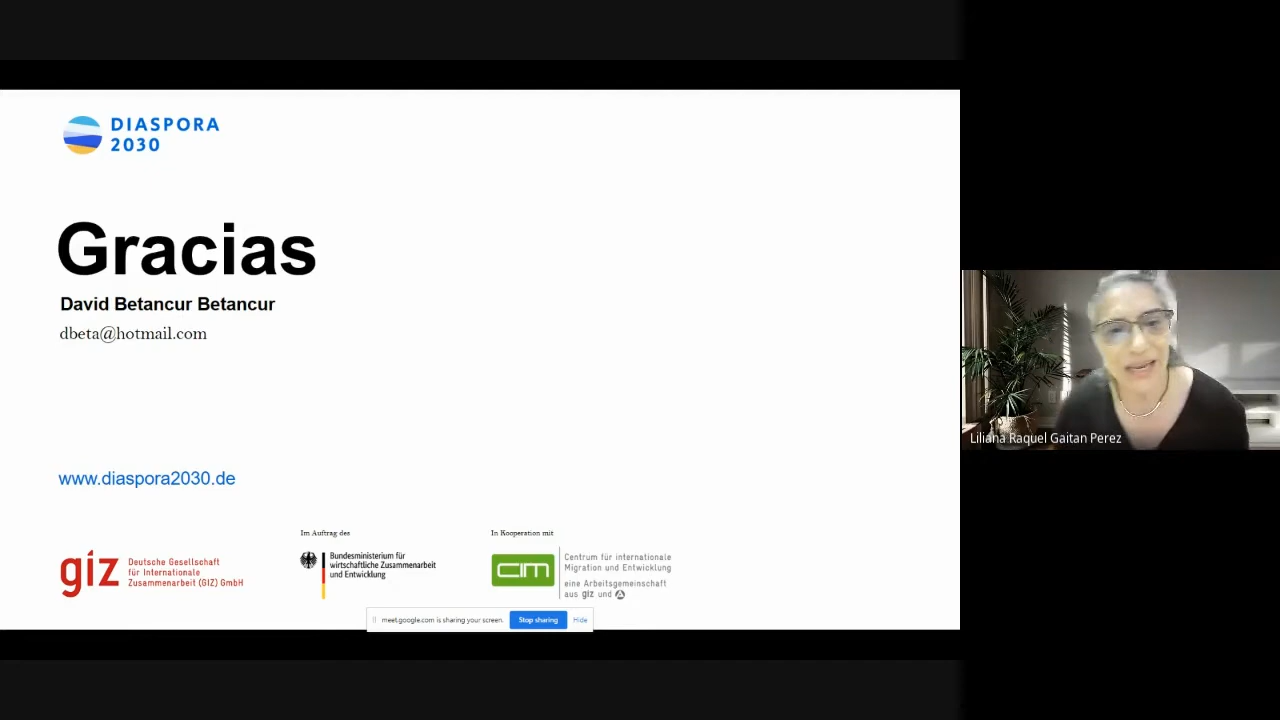 DIASPORA
2030
Gracias
David Betancur Betancur
dbeta@hotmail.com
www.diaspora2030.de
giz
Deutsche Gesellschaft
für Internationale
Zusammenarbeit (GIZ) GmbH
Im Auftrag des
Bundesministerium für
wirtschaftliche Zusammenarbeit
und Entwicklung
In Kooperation mit
cim
Centrum für internationale
Migration und Entwicklung
eine Arbeitsgemeinschaft
aus giz und
meet.google.com is sharing your screen.
Stop sharing
Hide
Liliana Raquel Gaitan Perez